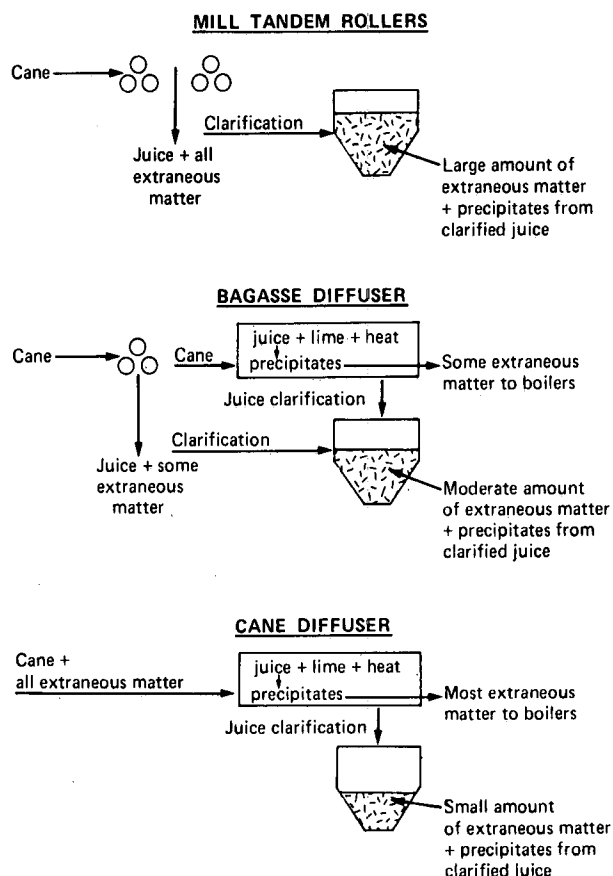 MILL TANDEM ROLLERS
Cane
Clarification
Juice + all
extraneous
matter
Large amount of
extraneous matter
+ precipitates from
clarified juice
BAGASSE DIFFUSER
juice + lime + heat
Cane
Cane
precipitates
Some extraneous
matter to boilers
Juice clarification
Clarification
Juice + some
extraneous
matter
Moderate amount
of extraneous matter
+ precipitates from
clarified juice
CANE DIFFUSER
Cane +
all extraneous matter
juice + lime + heat
precipitates
Most extraneous
matter to boilers
Juice clarification
Small amount
of extraneous matter
+ precipitates from
clarified juice